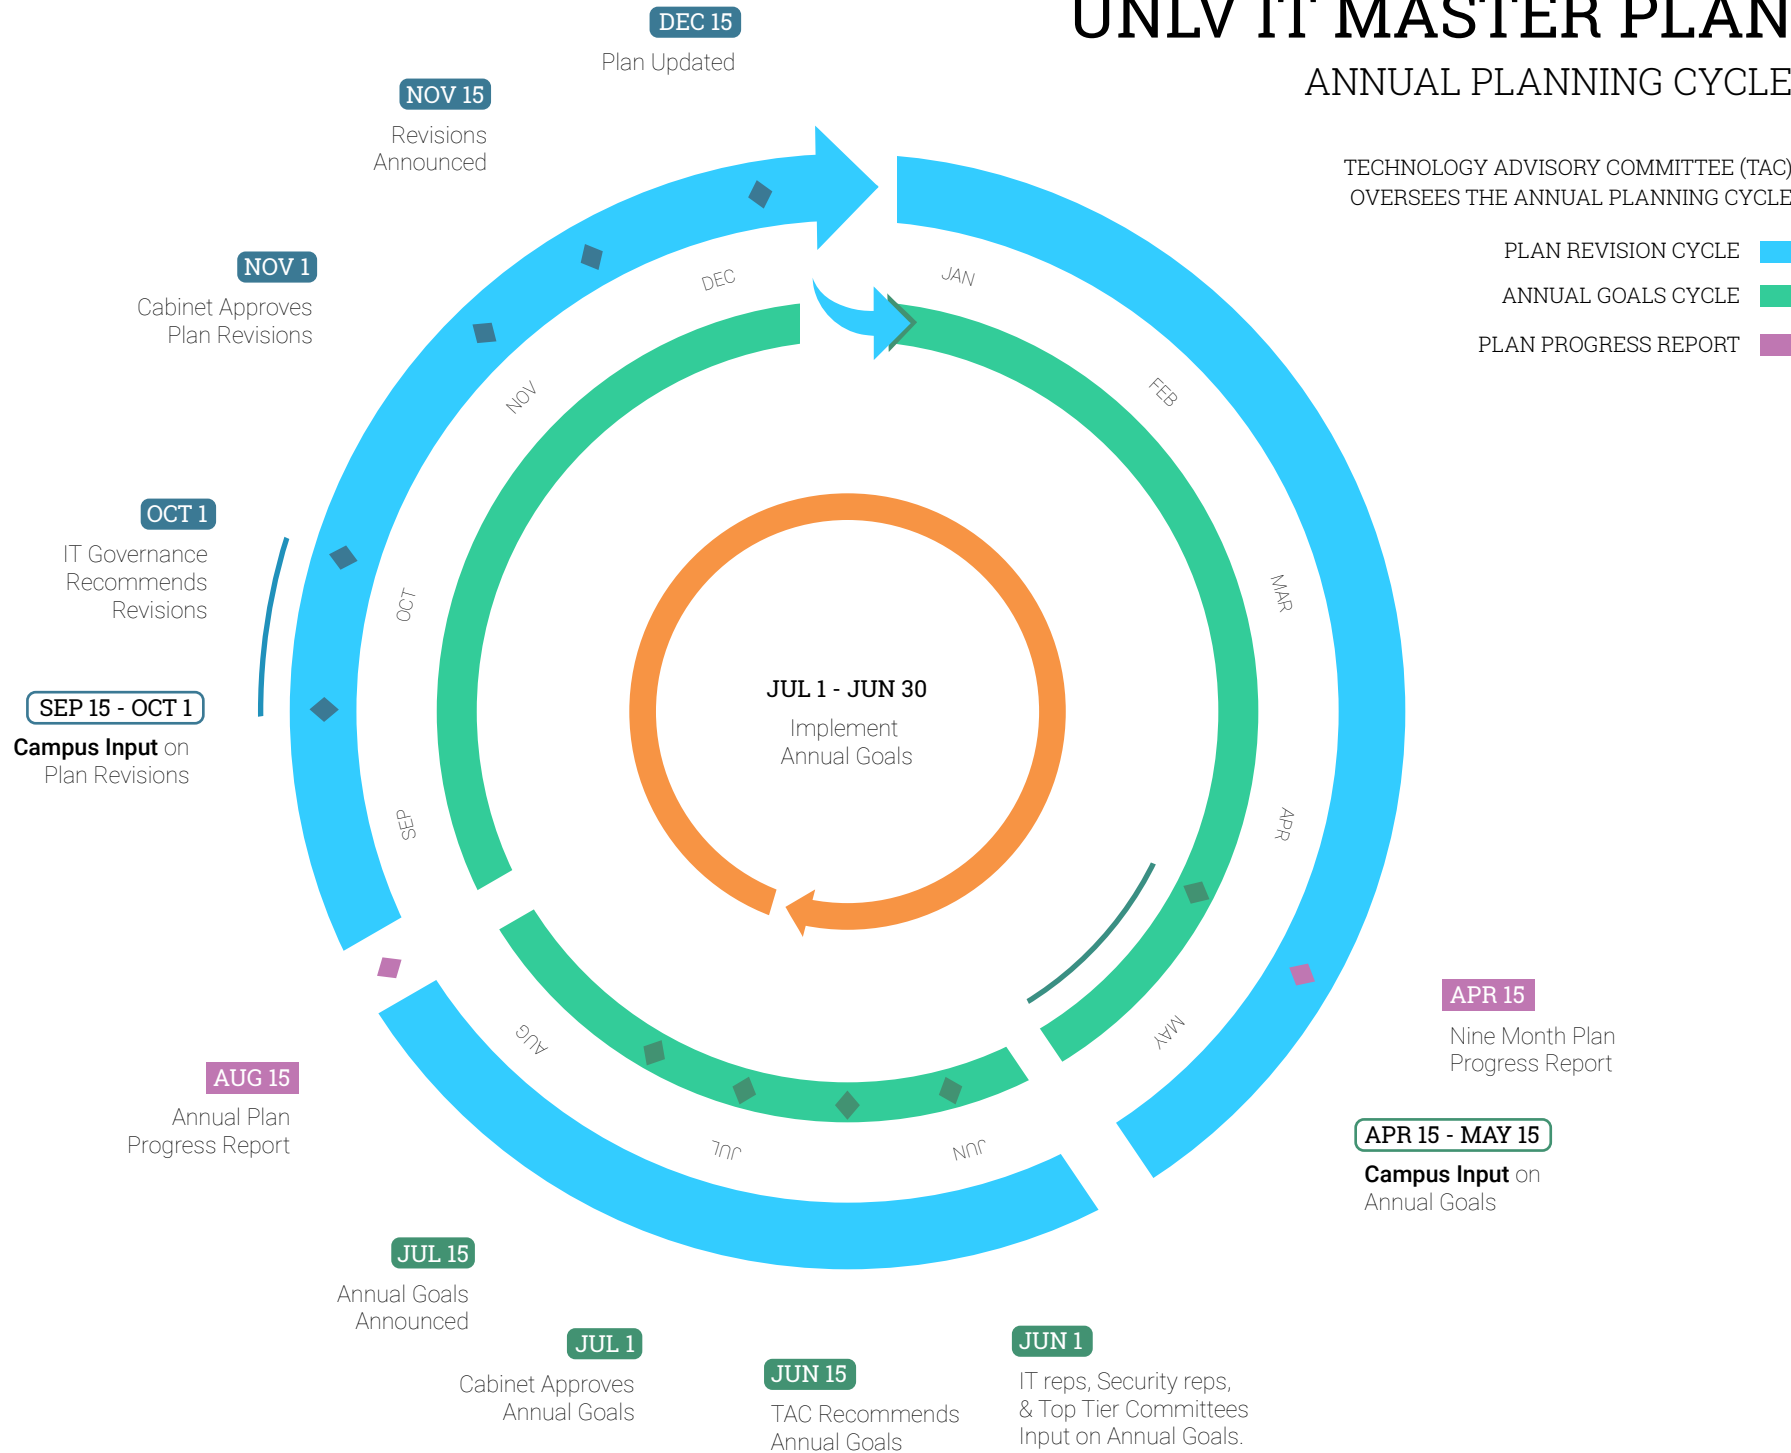 UNLV IT MASTER PLAN
ANNUAL PLANNING CYCLE
TECHNOLOGY ADVISORY COMMITTEE (TAC)
OVERSEES THE ANNUAL PLANNING CYCLE
PLAN REVISION CYCLE
ANNUAL GOALS CYCLE
PLAN PROGRESS REPORT
DEC 15
Plan Updated
NOV 15
Revisions
Announced
NOV 1
Cabinet Approves
Plan Revisions
OCT 1
IT Governance
Recommends
Revisions
SEP 15 - OCT 1
Campus Input on
Plan Revisions
AUG 15
Annual Plan
Progress Report
JUL 15
Annual Goals
Announced
JUL 1
Cabinet Approves
Annual Goals
JUN 15
TAC Recommends
Annual Goals
JUN 1
IT reps, Security reps,
& Top Tier Committees
Input on Annual Goals.
APR 15 - MAY 15
Campus Input on
Annual Goals
APR 15
Nine Month Plan
Progress Report
JAN
FEB
MAR
APR
MAY
JUN
JUL
AUG
SEP
OCT
NOV
DEC
JUL 1 - JUN 30
Implement
Annual Goals